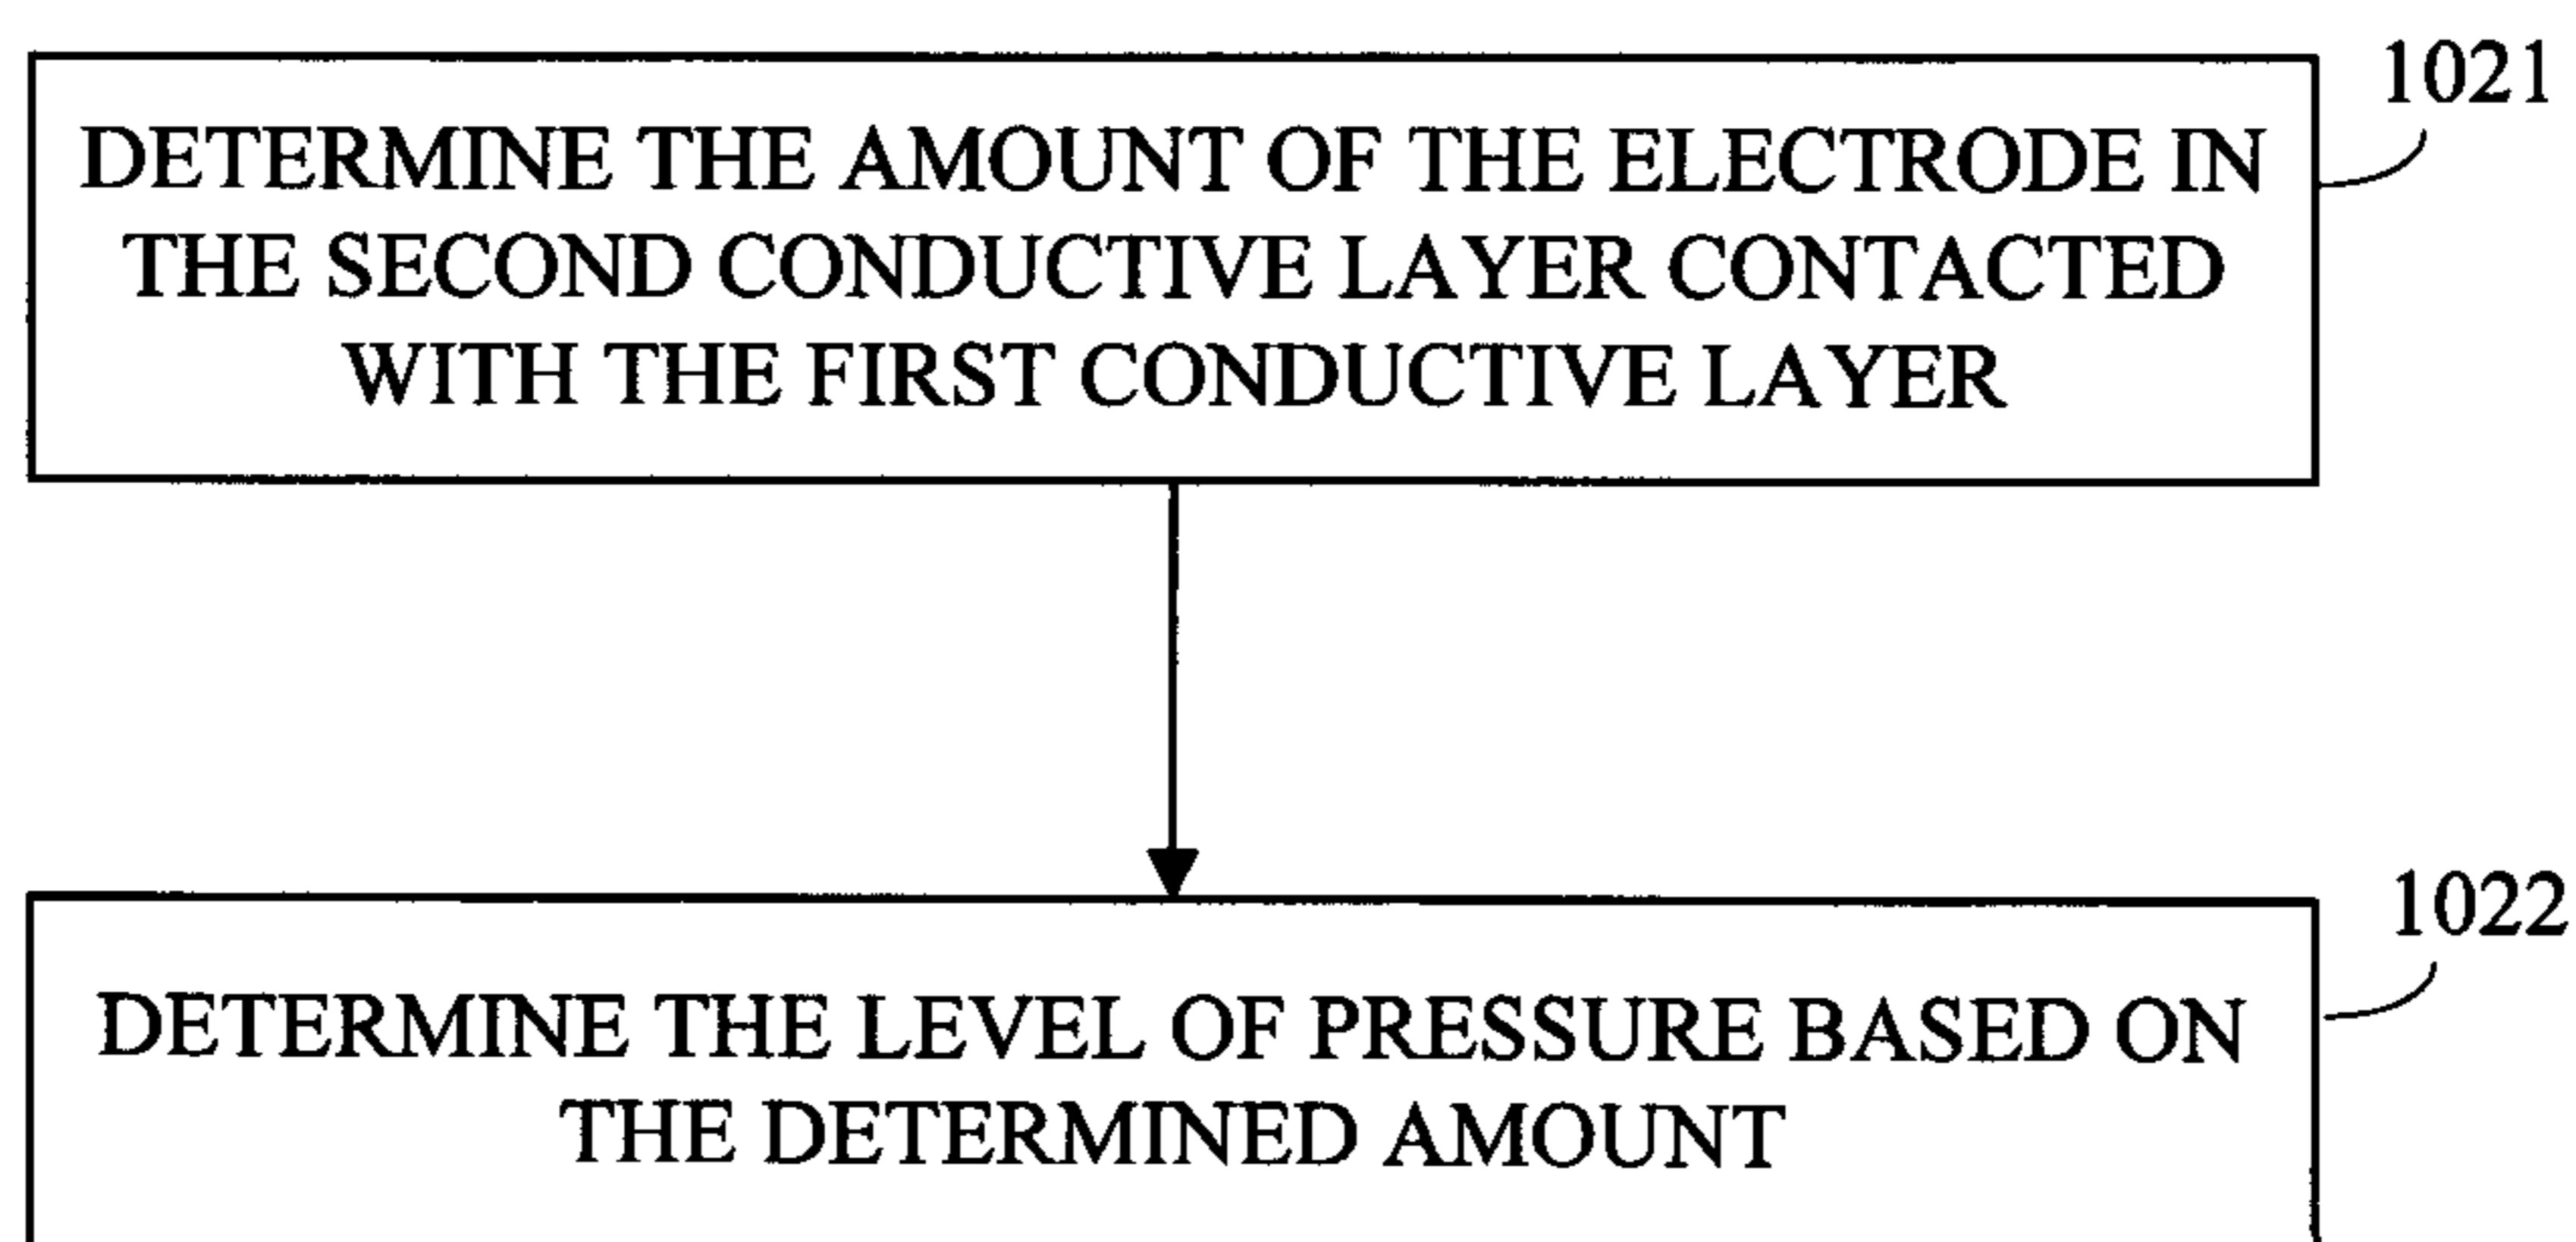 1021
DETERMINE THE AMOUNT OF THE ELECTRODE IN
THE SECOND CONDUCTIVE LAYER CONTACTED
WITH THE FIRST CONDUCTIVE LAYER
1022
DETERMINE THE LEVEL OF PRESSURE BASED ON
THE DETERMINED AMOUNT